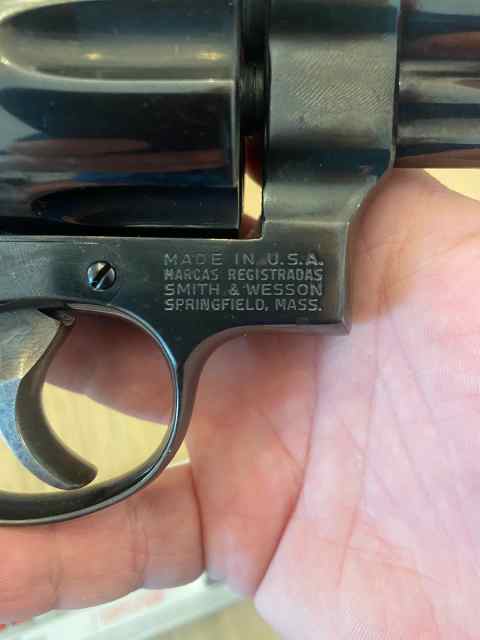 MADE IN U.S.A.
MARCAS REGISTRADAS
SMITH & WESSON
SPRINGFIELD, MASS.